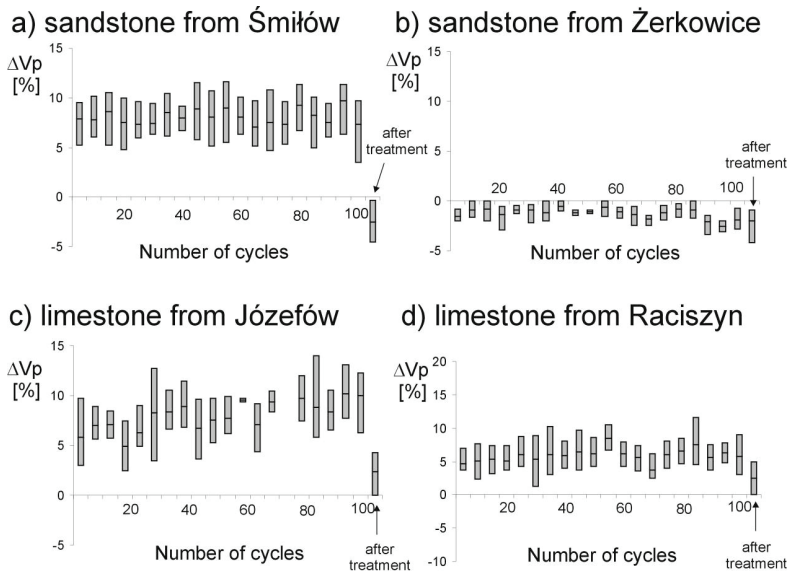 a) sandstone from Śmiłów
ΔVp
[%]
15
10
5
0
-5
20
40
60
80
100
after
treatment
Number of cycles
b) sandstone from Żerkowice
ΔVp
[%]
15
10
5
0
-5
20
40
60
80
100
after
treatment
Number of cycles
c) limestone from Józefów
ΔVp
[%]
15
10
5
0
-5
20
40
60
80
100
after
treatment
Number of cycles
d) limestone from Raciszyn
ΔVp
[%]
20
15
10
5
0
-5
-10
20
40
60
80
100
after
treatment
Number of cycles